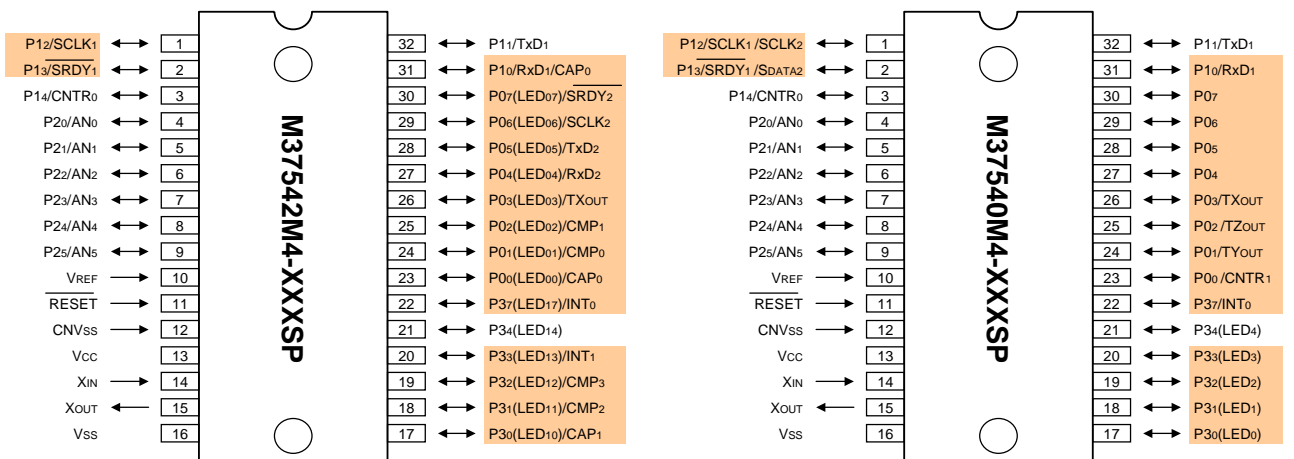 P12/SCLK1 1 32 P11/TxD1
P13/SRDY1 2 31 P10/RxD1/CAP0
P14/CNTR0 3 30 P07(LED07)/SRDY2
P20/AN0 4 29 P06(LED06)/SCLK2
P21/AN1 5 28 P05(LED05)/TxD2
P22/AN2 6 27 P04(LED04)/RxD2
P23/AN3 7 26 P03(LED03)/TXOUT
P24/AN4 8 25 P02(LED02)/CMP1
P25/AN5 9 24 P01(LED01)/CMP0
VREF 10 23 P00(LED00)/CAP0
RESET 11 22 P37(LED17)/INT0
CNVSS 12 21 P34(LED14)
VCC 13 20 P33(LED13)/INT1
XIN 14 19 P32(LED12)/CMP3
XOUT 15 18 P31(LED11)/CMP2
VSS 16 17 P30(LED10)/CAP1
M37542M4-XXXSP
P12/SCLK1/SCLK2 1 32 P11/TxD1
P13/SRDY1/SDATA2 2 31 P10/RxD1
P14/CNTR0 3 30 P07
P20/AN0 4 29 P06
P21/AN1 5 28 P05
P22/AN2 6 27 P04
P23/AN3 7 26 P03/TXOUT
P24/AN4 8 25 P02/TZOUT
P25/AN5 9 24 P01/TYOUT
VREF 10 23 P00/CNTR1
RESET 11 22 P37/INT0
CNVSS 12 21 P34(LED4)
VCC 13 20 P33(LED3)
XIN 14 19 P32(LED2)
XOUT 15 18 P31(LED1)
VSS 16 17 P30(LED0)
M37540M4-XXXSP